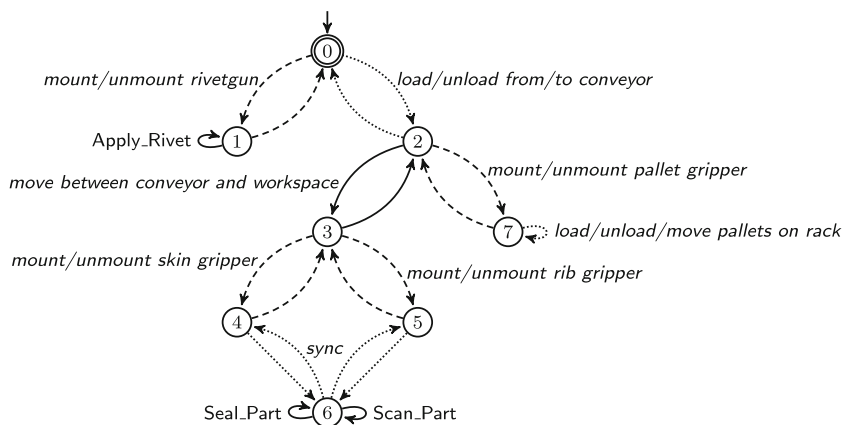 0
mount/unmount rivetgun
load/unload from/to conveyor
Apply_Rivet
1
2
move between conveyor and workspace
mount/unmount pallet gripper
3
7
load/unload/move pallets on rack
mount/unmount skin gripper
mount/unmount rib gripper
4
5
sync
Seal_Part
6
Scan_Part